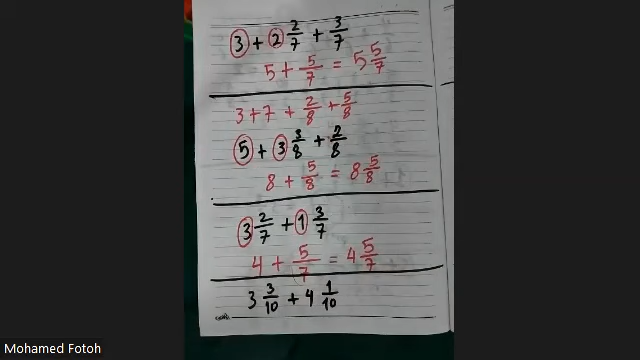 3 + 2 2/7 + 3/7
5 + 5/7 = 5 5/7
3 + 7 + 2/8 + 5/8
5 + 3 3/8 + 2/8
8 + 5/8 = 8 5/8
3 2/7 + 1 3/7
4 + 5/7 = 4 5/7
3 3/10 + 4 1/10
Mohamed Fotoh